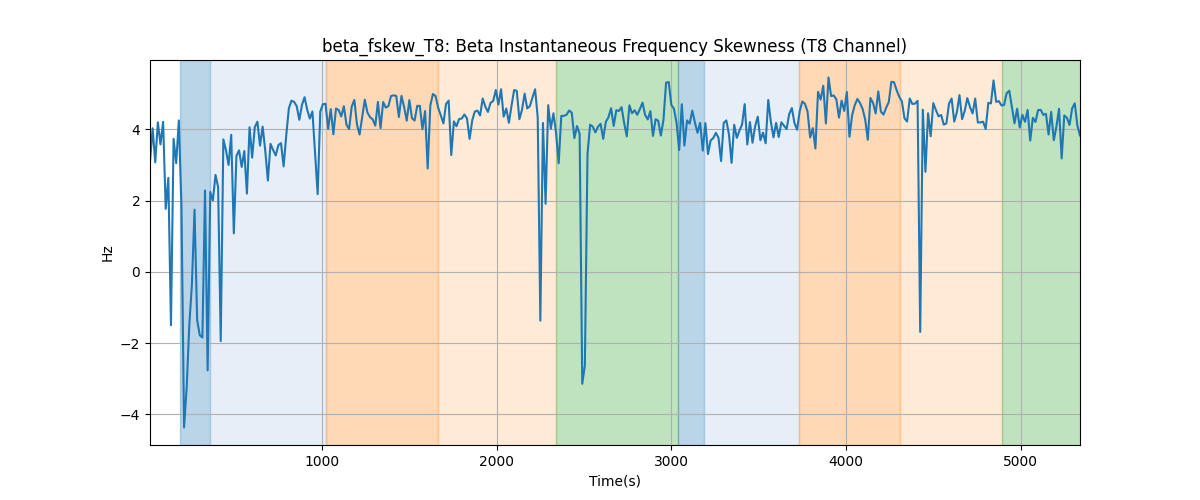 beta_fskew_T8: Beta Instantaneous Frequency Skewness (T8 Channel)
4
2
0
−2
−4
Hz
1000 2000 3000 4000 5000
Time(s)